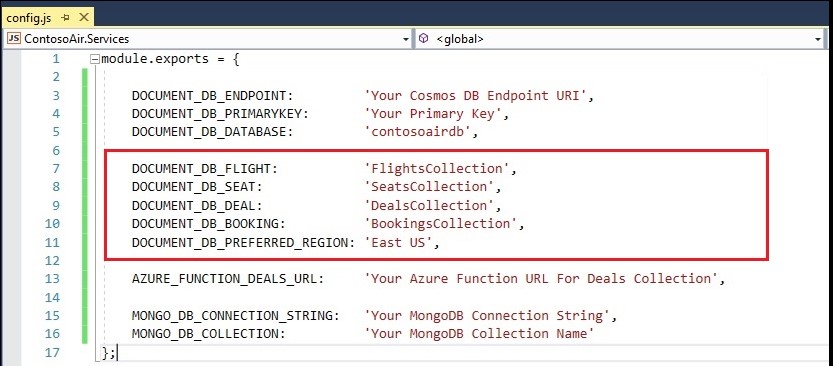 config.js
JS ContosoAir.Services <global>
1 module.exports = {
2
3 DOCUMENT_DB_ENDPOINT: 'Your Cosmos DB Endpoint URI',
4 DOCUMENT_DB_PRIMARYKEY: 'Your Primary Key',
5 DOCUMENT_DB_DATABASE: 'contosoairdb',
6
7 DOCUMENT_DB_FLIGHT: 'FlightsCollection',
8 DOCUMENT_DB_SEAT: 'SeatsCollection',
9 DOCUMENT_DB_DEAL: 'DealsCollection',
10 DOCUMENT_DB_BOOKING: 'BookingsCollection',
11 DOCUMENT_DB_PREFERRED_REGION: 'East US',
12
13 AZURE_FUNCTION_DEALS_URL: 'Your Azure Function URL For Deals Collection',
14
15 MONGO_DB_CONNECTION_STRING: 'Your MongoDB Connection String',
16 MONGO_DB_COLLECTION: 'Your MongoDB Collection Name'
17 };